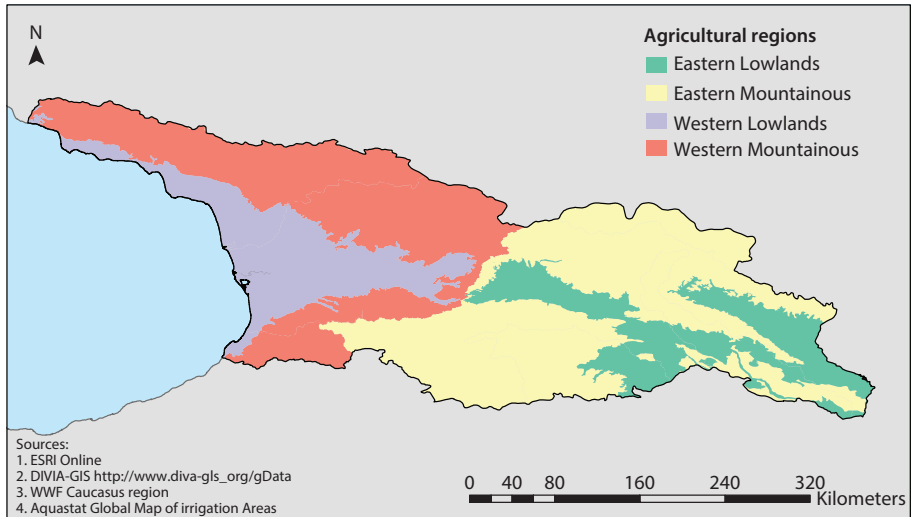 N
Agricultural regions
Eastern Lowlands
Eastern Mountainous
Western Lowlands
Western Mountainous
Sources:
1. ESRI Online
2. DIVIA-GIS http://www.diva-gls_org/gData
3. WWF Caucasus region
4. Aquastat Global Map of irrigation Areas
0 40 80 160 240 320
Kilometers